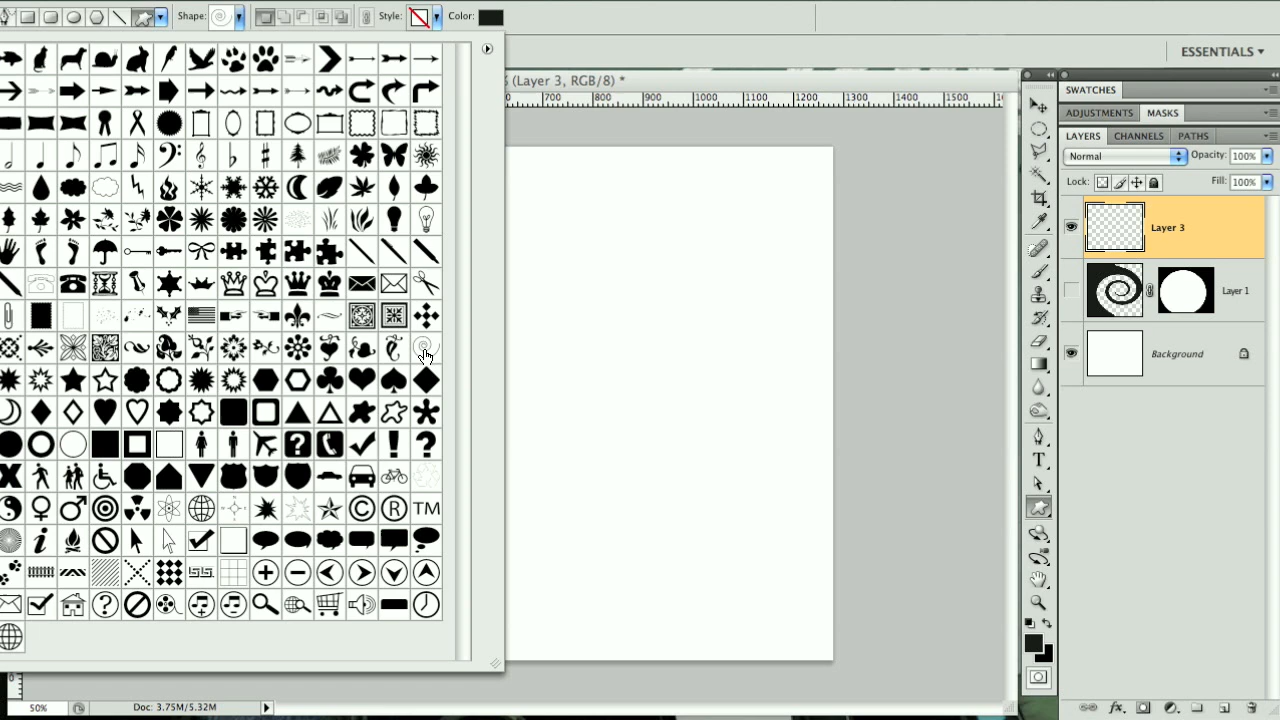 Shape:
Style:
Color:
ESSENTIALS
(Layer 3, RGB/8) *
700 800 900 1000 1100 1200 1300 1400 1500
SWATCHES
ADJUSTMENTS MASKS
LAYERS CHANNELS PATHS
Normal
Opacity: 100%
Lock:
Fill: 100%
Layer 3
Layer 1
Background
TM
50%
Doc: 3.75M/5.32M